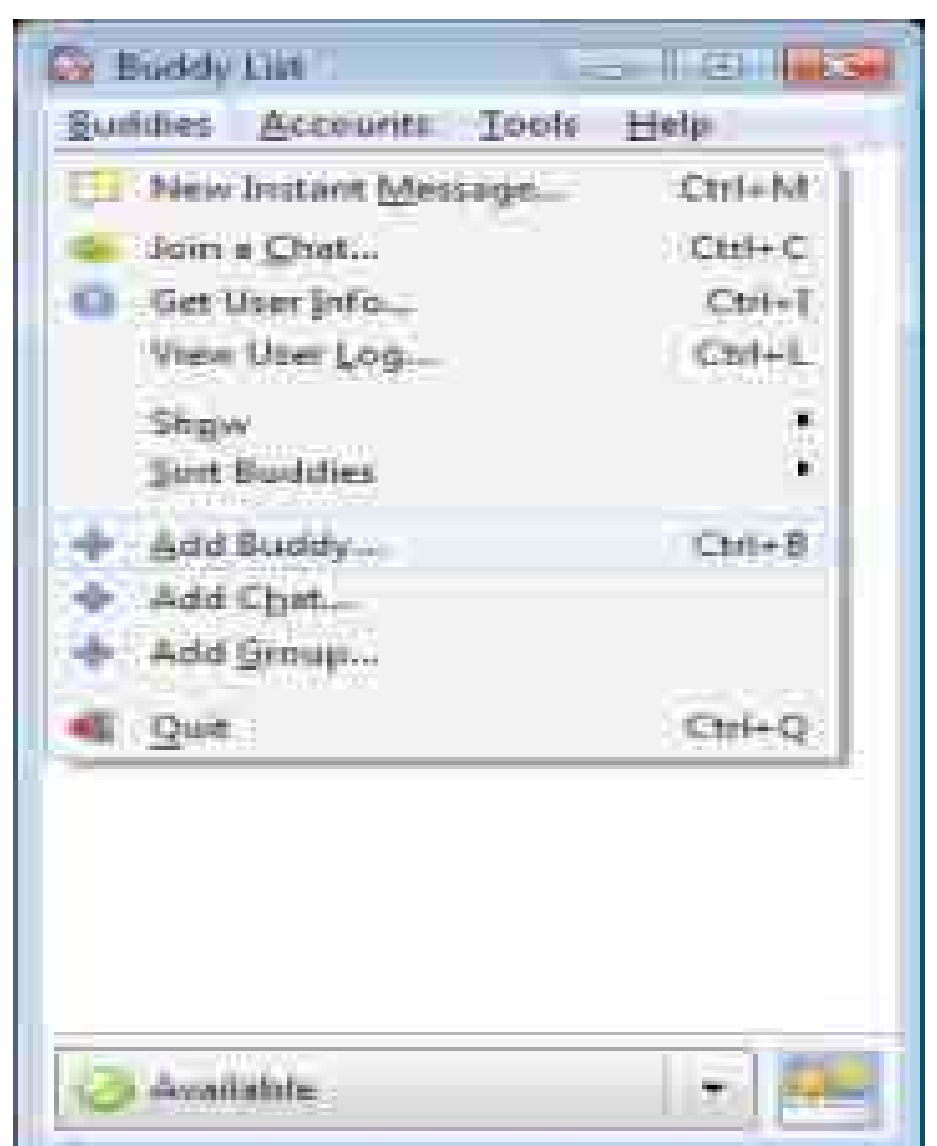 Buddy List
Buddies Accounts Tools Help
New Instant Message... Ctrl+M
Join a Chat... Ctrl+C
Get User Info... Ctrl+I
View User Log... Ctrl+L
Show
Sort Buddies
Add Buddy... Ctrl+B
Add Chat...
Add Group...
Quit Ctrl+Q
Available